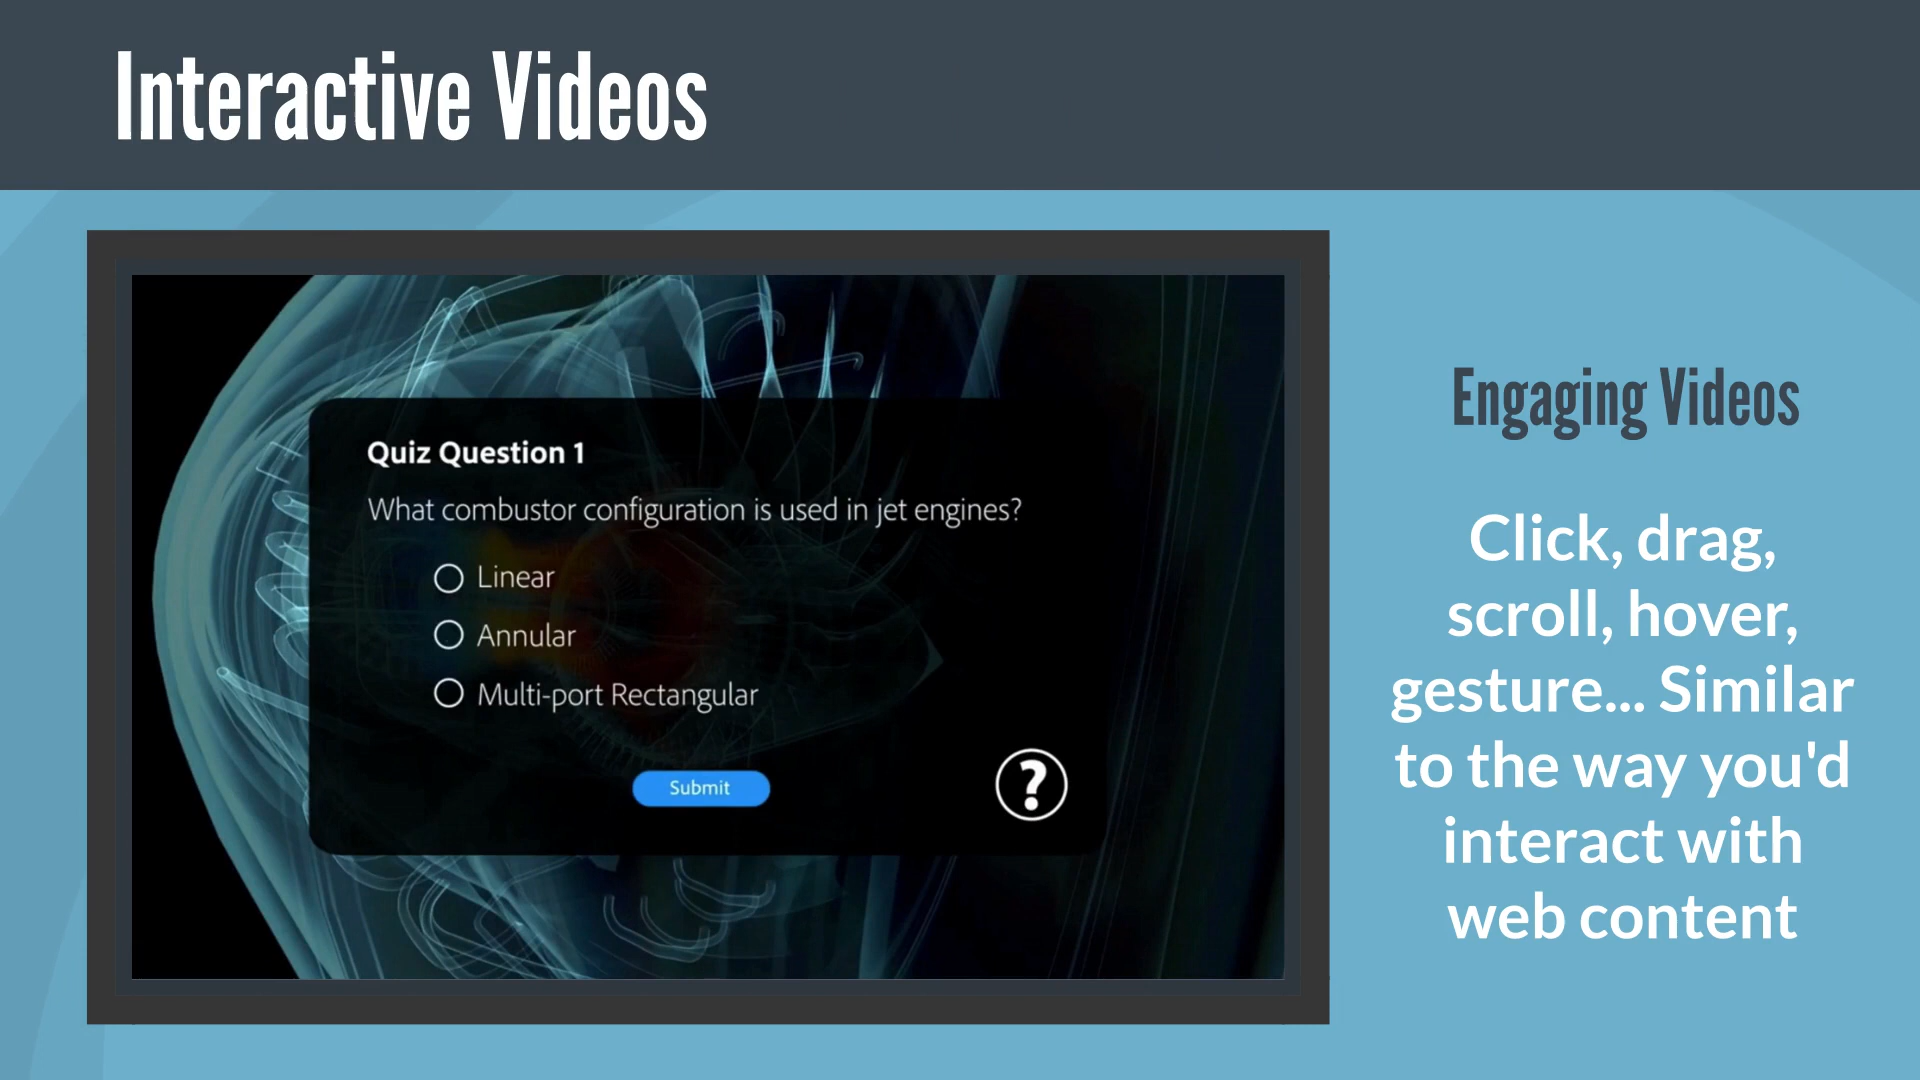 Interactive Videos
Quiz Question 1
What combustor configuration is used in jet engines?
Linear
Annular
Multi-port Rectangular
Submit
?
Engaging Videos
Click, drag,
scroll, hover,
gesture... Similar
to the way you'd
interact with
web content